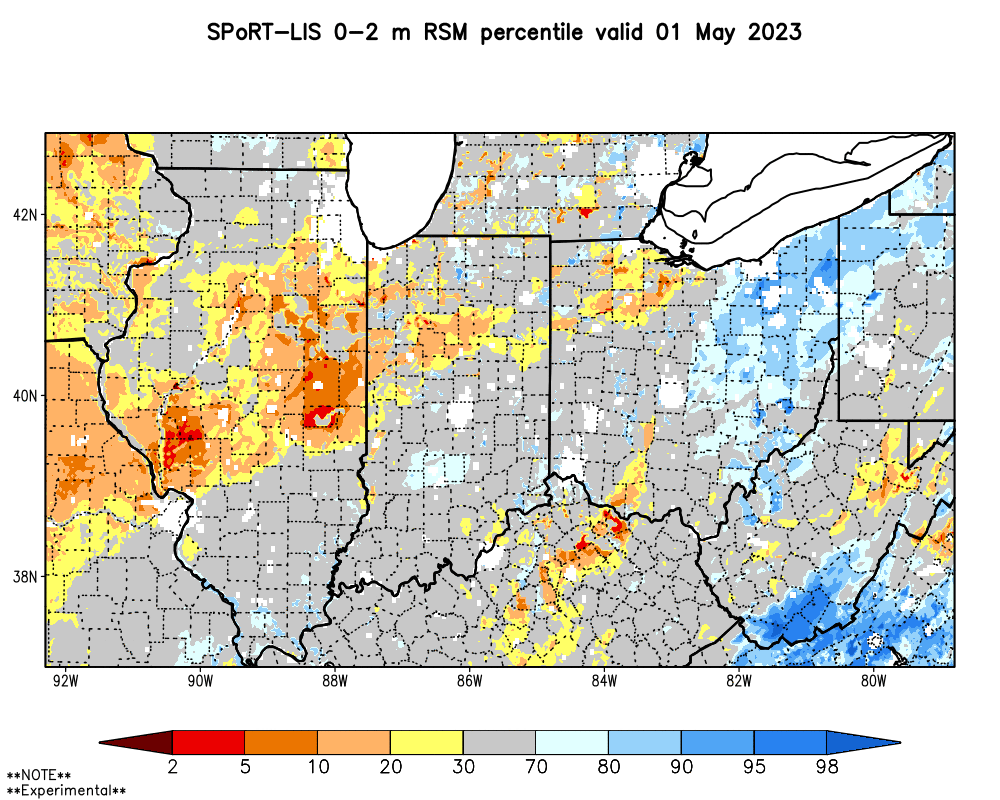 SPoRT-LIS 0-2 m RSM percentile valid 01 May 2023
42N
40N
38N
92W 90W 88W 86W 84W 82W 80W
2 5 10 20 30 70 80 90 95 98
**NOTE**
**Experimental**